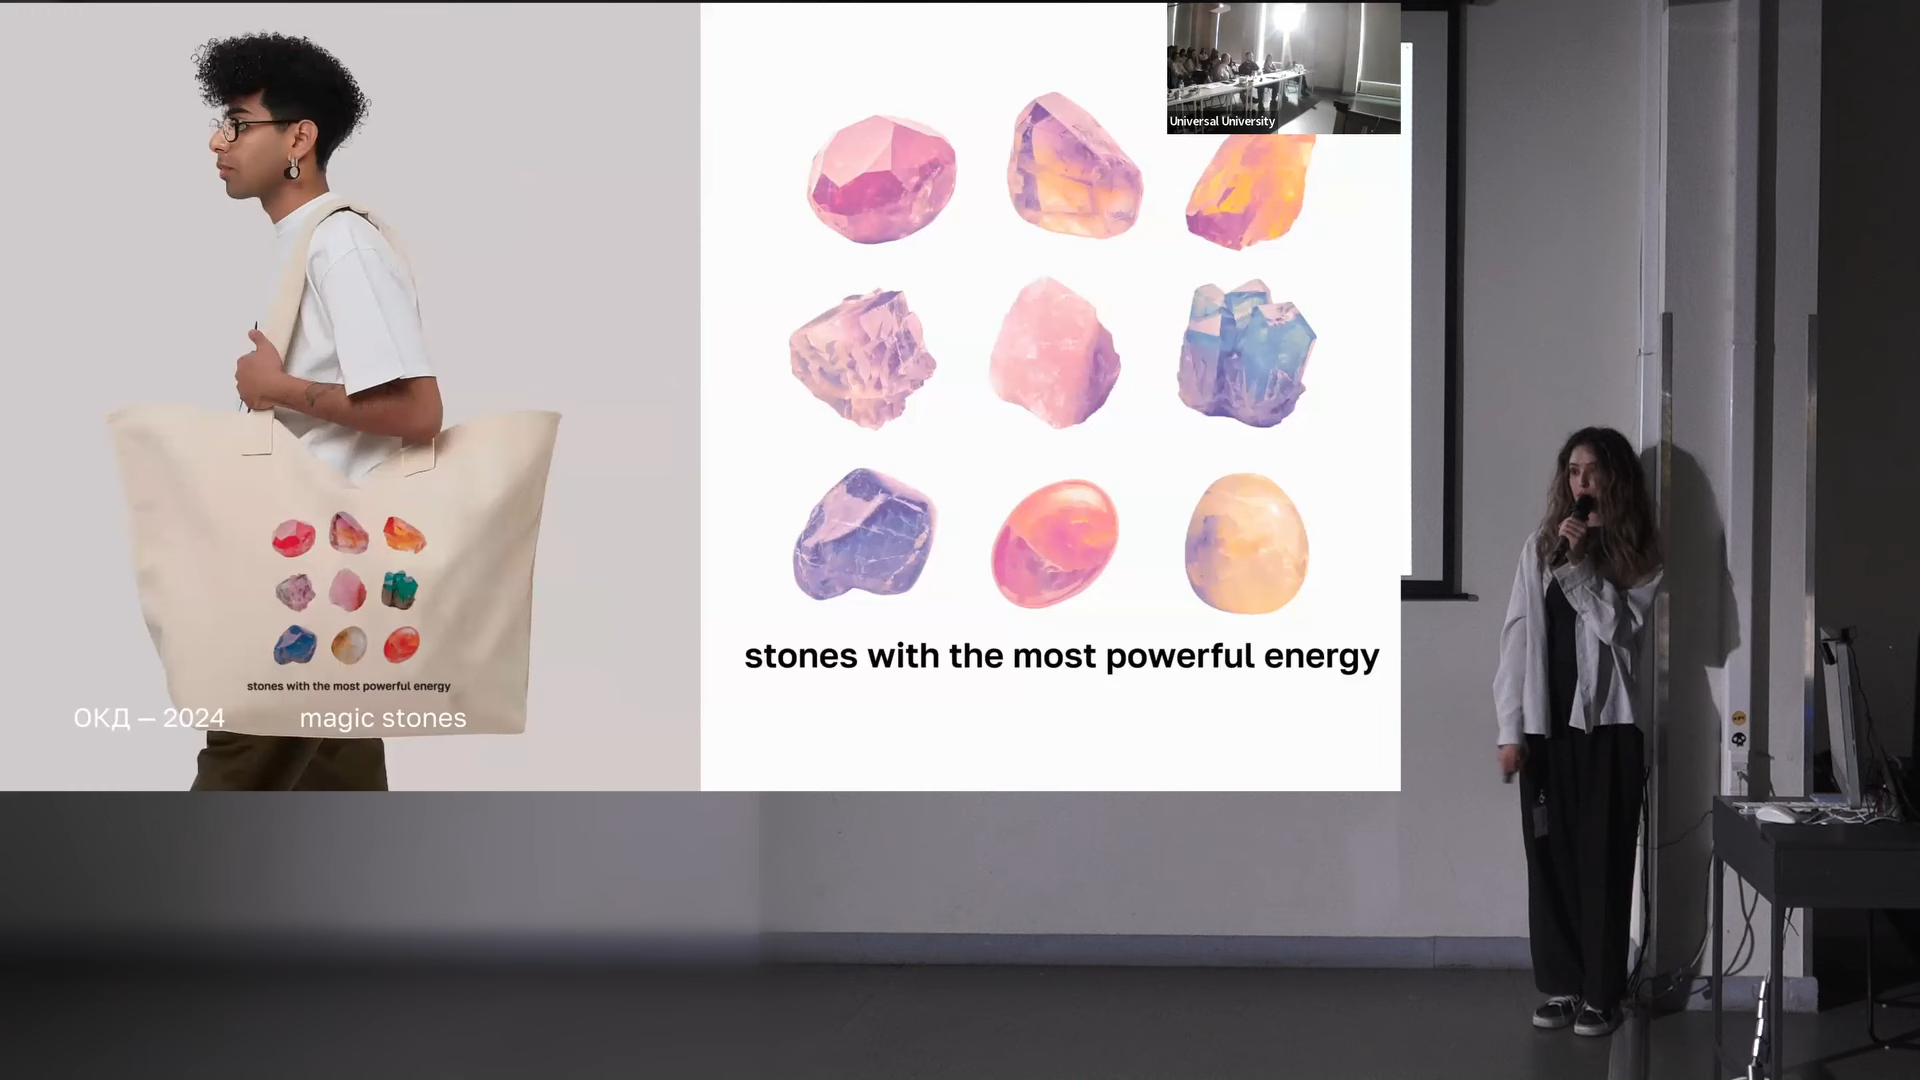 Universal University
stones with the most powerful energy
stones with the most powerful energy
ОКД — 2024
magic stones